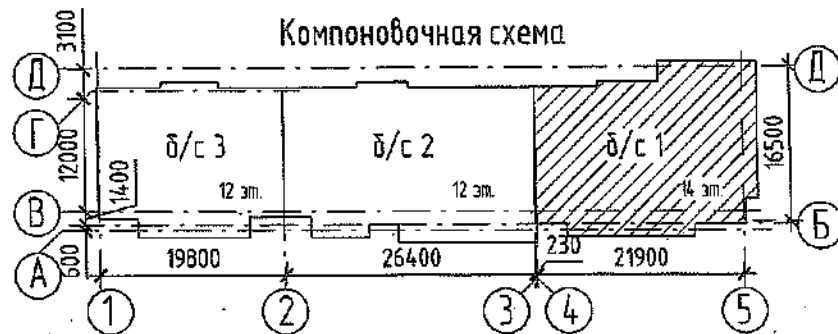 Компоновочная схема
3100
Д
Д
Г
12000
1400
б/с 3
б/с 2
б/с 1
16500
12 эт.
12 эт.
14 эт.
В
Б
А
600
19800
26400
230
21900
1
2
3
4
5